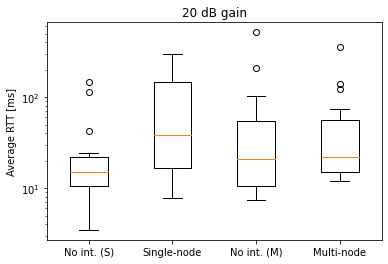 20 dB gain
Average RTT [ms]
10²
10¹
No int. (S) Single-node No int. (M) Multi-node